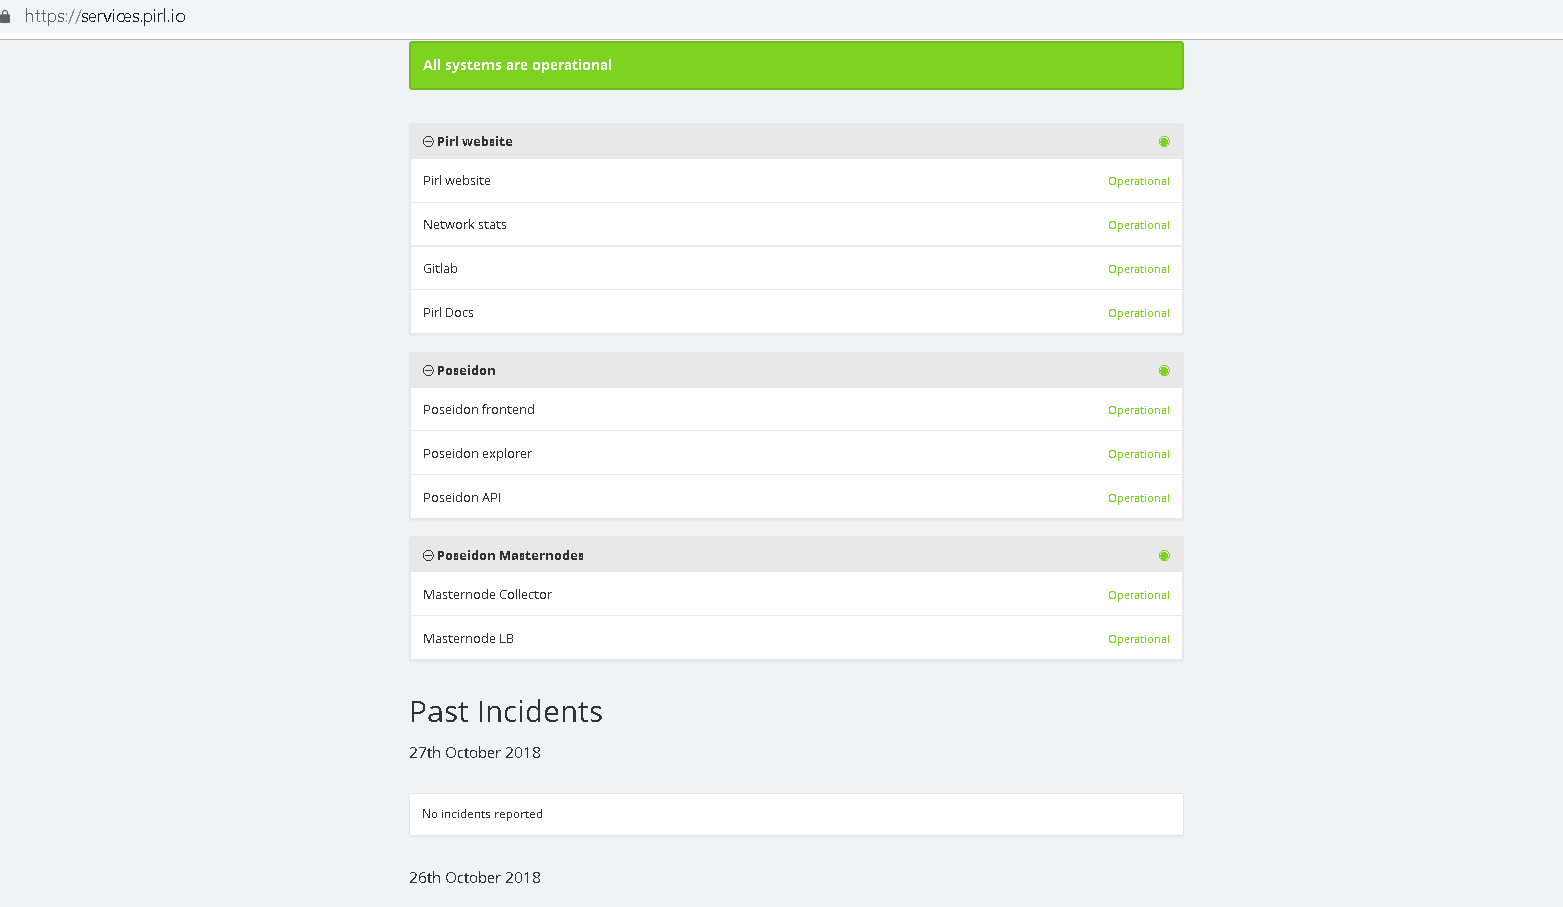 https://services.pirl.io
All systems are operational
Pirl website
Pirl website Operational
Network stats Operational
Gitlab Operational
Pirl Docs Operational
Poseidon
Poseidon frontend Operational
Poseidon explorer Operational
Poseidon API Operational
Poseidon Masternodes
Masternode Collector Operational
Masternode LB Operational
Past Incidents
27th October 2018
No incidents reported
26th October 2018